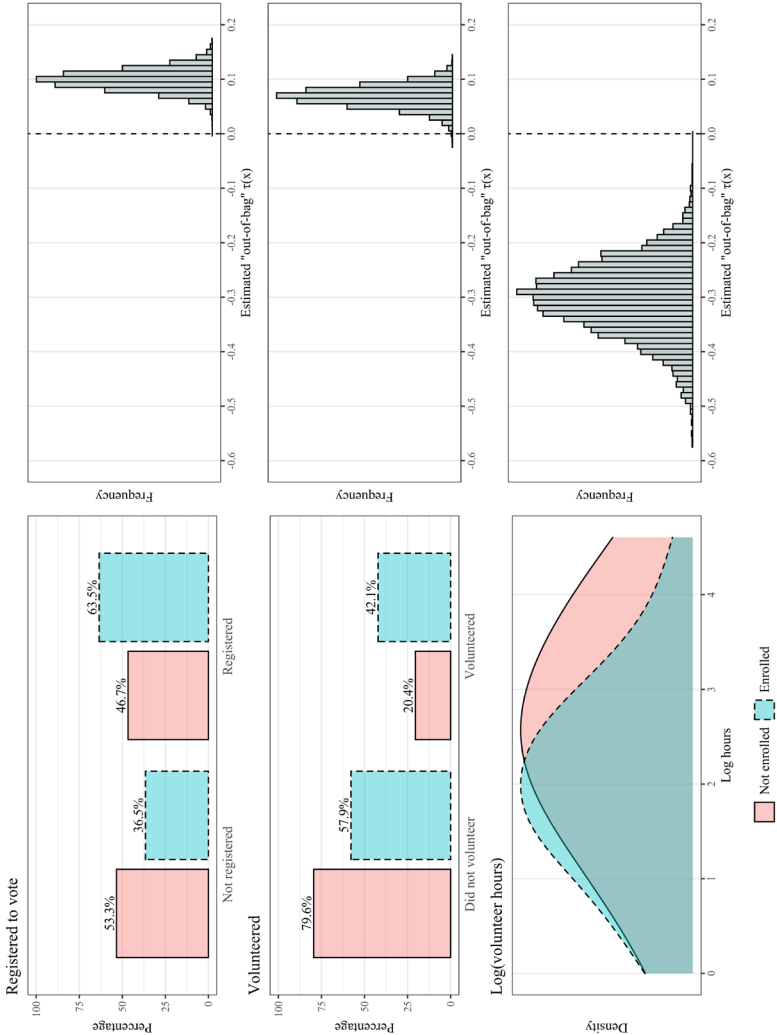 Registered to vote
Percentage
100
75
50
25
0
53.3%
36.5%
46.7%
63.5%
Not registered
Registered
Frequency
-0.6
-0.5
-0.4
-0.3
-0.2
-0.1
0.0
0.1
0.2
Estimated "out-of-bag" τ(x)
Volunteered
Percentage
100
75
50
25
0
79.6%
57.9%
20.4%
42.1%
Did not volunteer
Volunteered
Frequency
-0.6
-0.5
-0.4
-0.3
-0.2
-0.1
0.0
0.1
0.2
Estimated "out-of-bag" τ(x)
Log(volunteer hours)
Density
0
1
2
3
4
Log hours
Frequency
-0.6
-0.5
-0.4
-0.3
-0.2
-0.1
0.0
0.1
0.2
Estimated "out-of-bag" τ(x)
Not enrolled
Enrolled